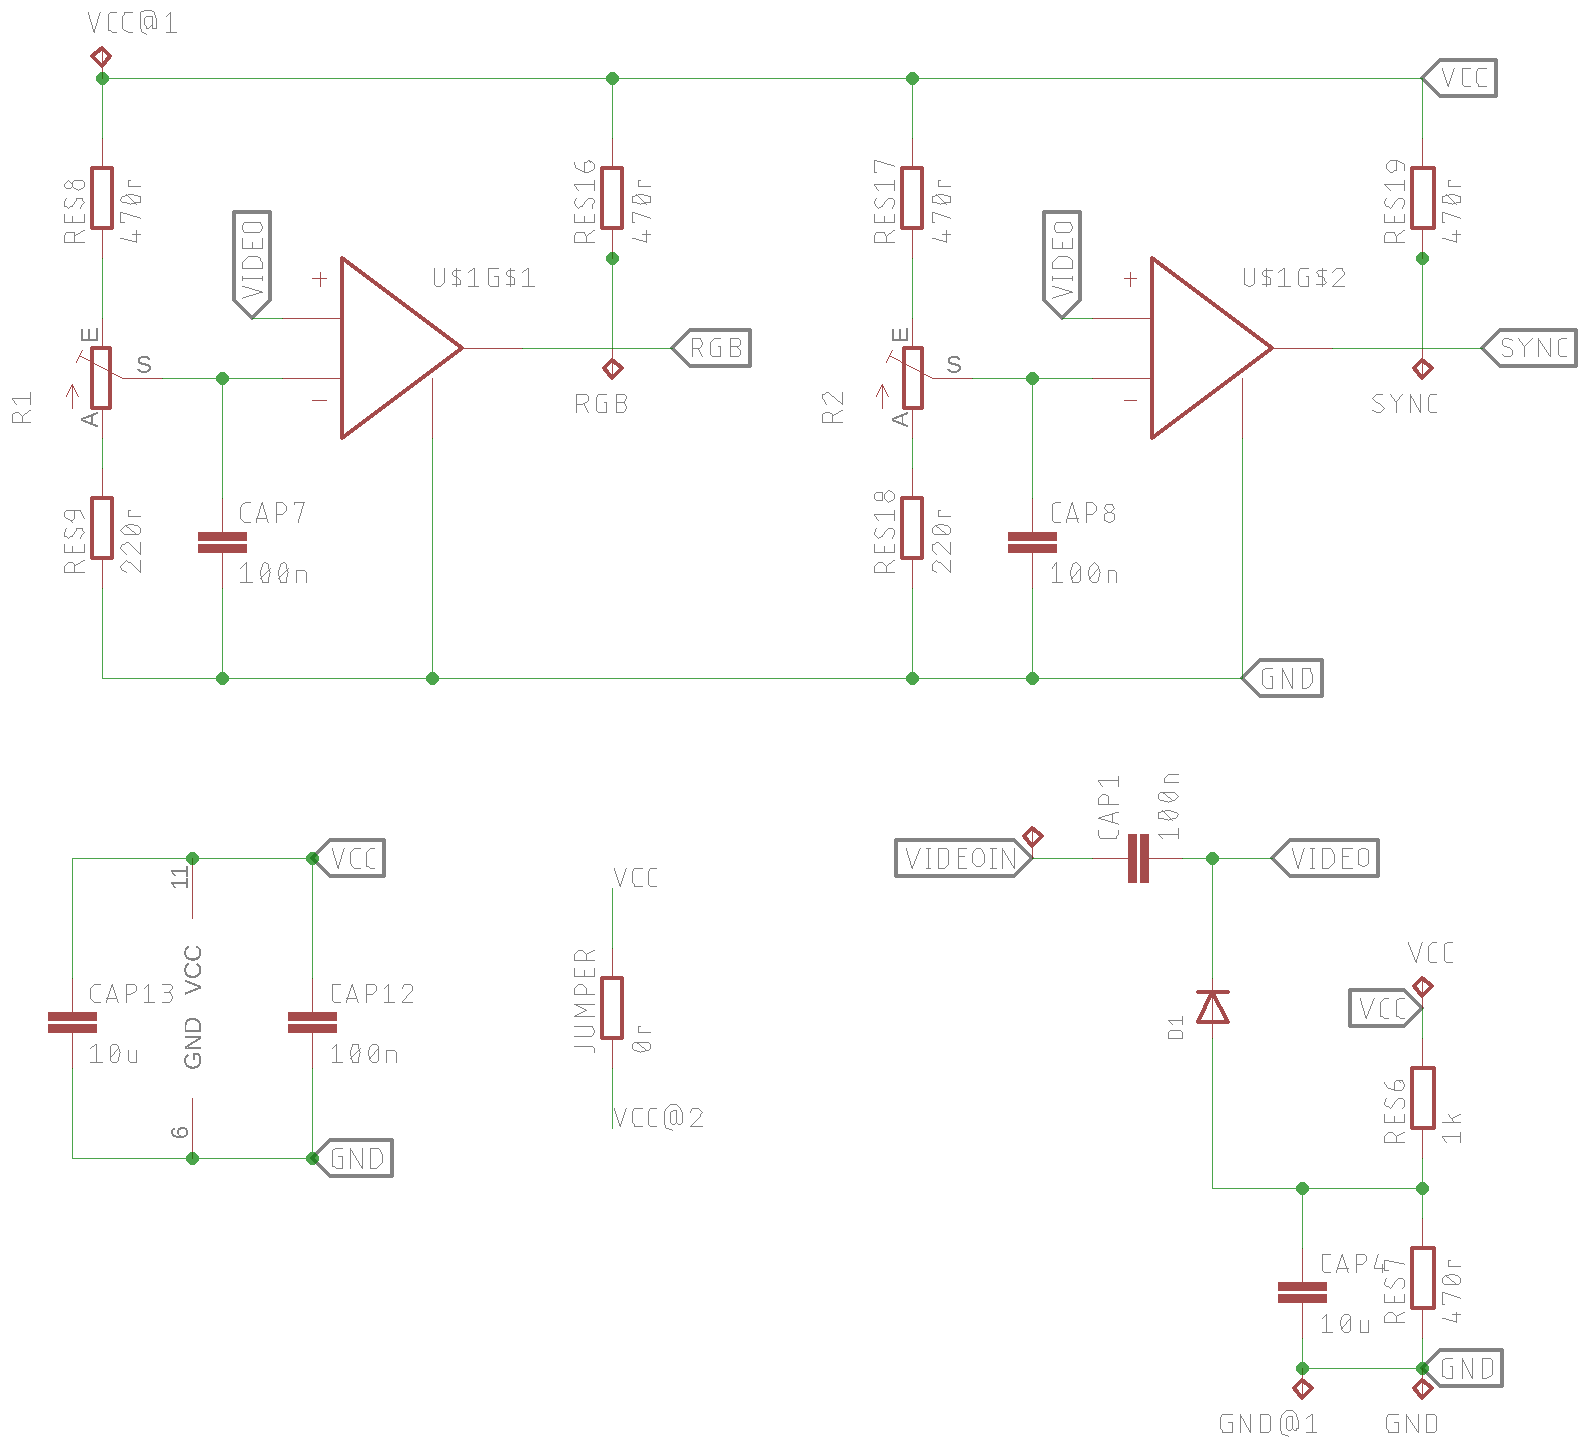 VCC@1
VCC
RES8
470r
RES16
470r
RES17
470r
RES19
470r
VIDEO
+
U$1G$1
VIDEO
+
U$1G$2
E
S
A
R1
−
RGB
RGB
E
S
A
R2
−
SYNC
SYNC
RES9
220r
CAP7
100n
RES18
220r
CAP8
100n
GND
VCC
11
VCC
GND
6
CAP13
10u
CAP12
100n
GND
VCC
JUMPER
0r
VCC@2
VIDEOIN
CAP1
100n
VIDEO
D1
VCC
VCC
RES6
1k
CAP4
10u
RES7
470r
GND
GND@1
GND